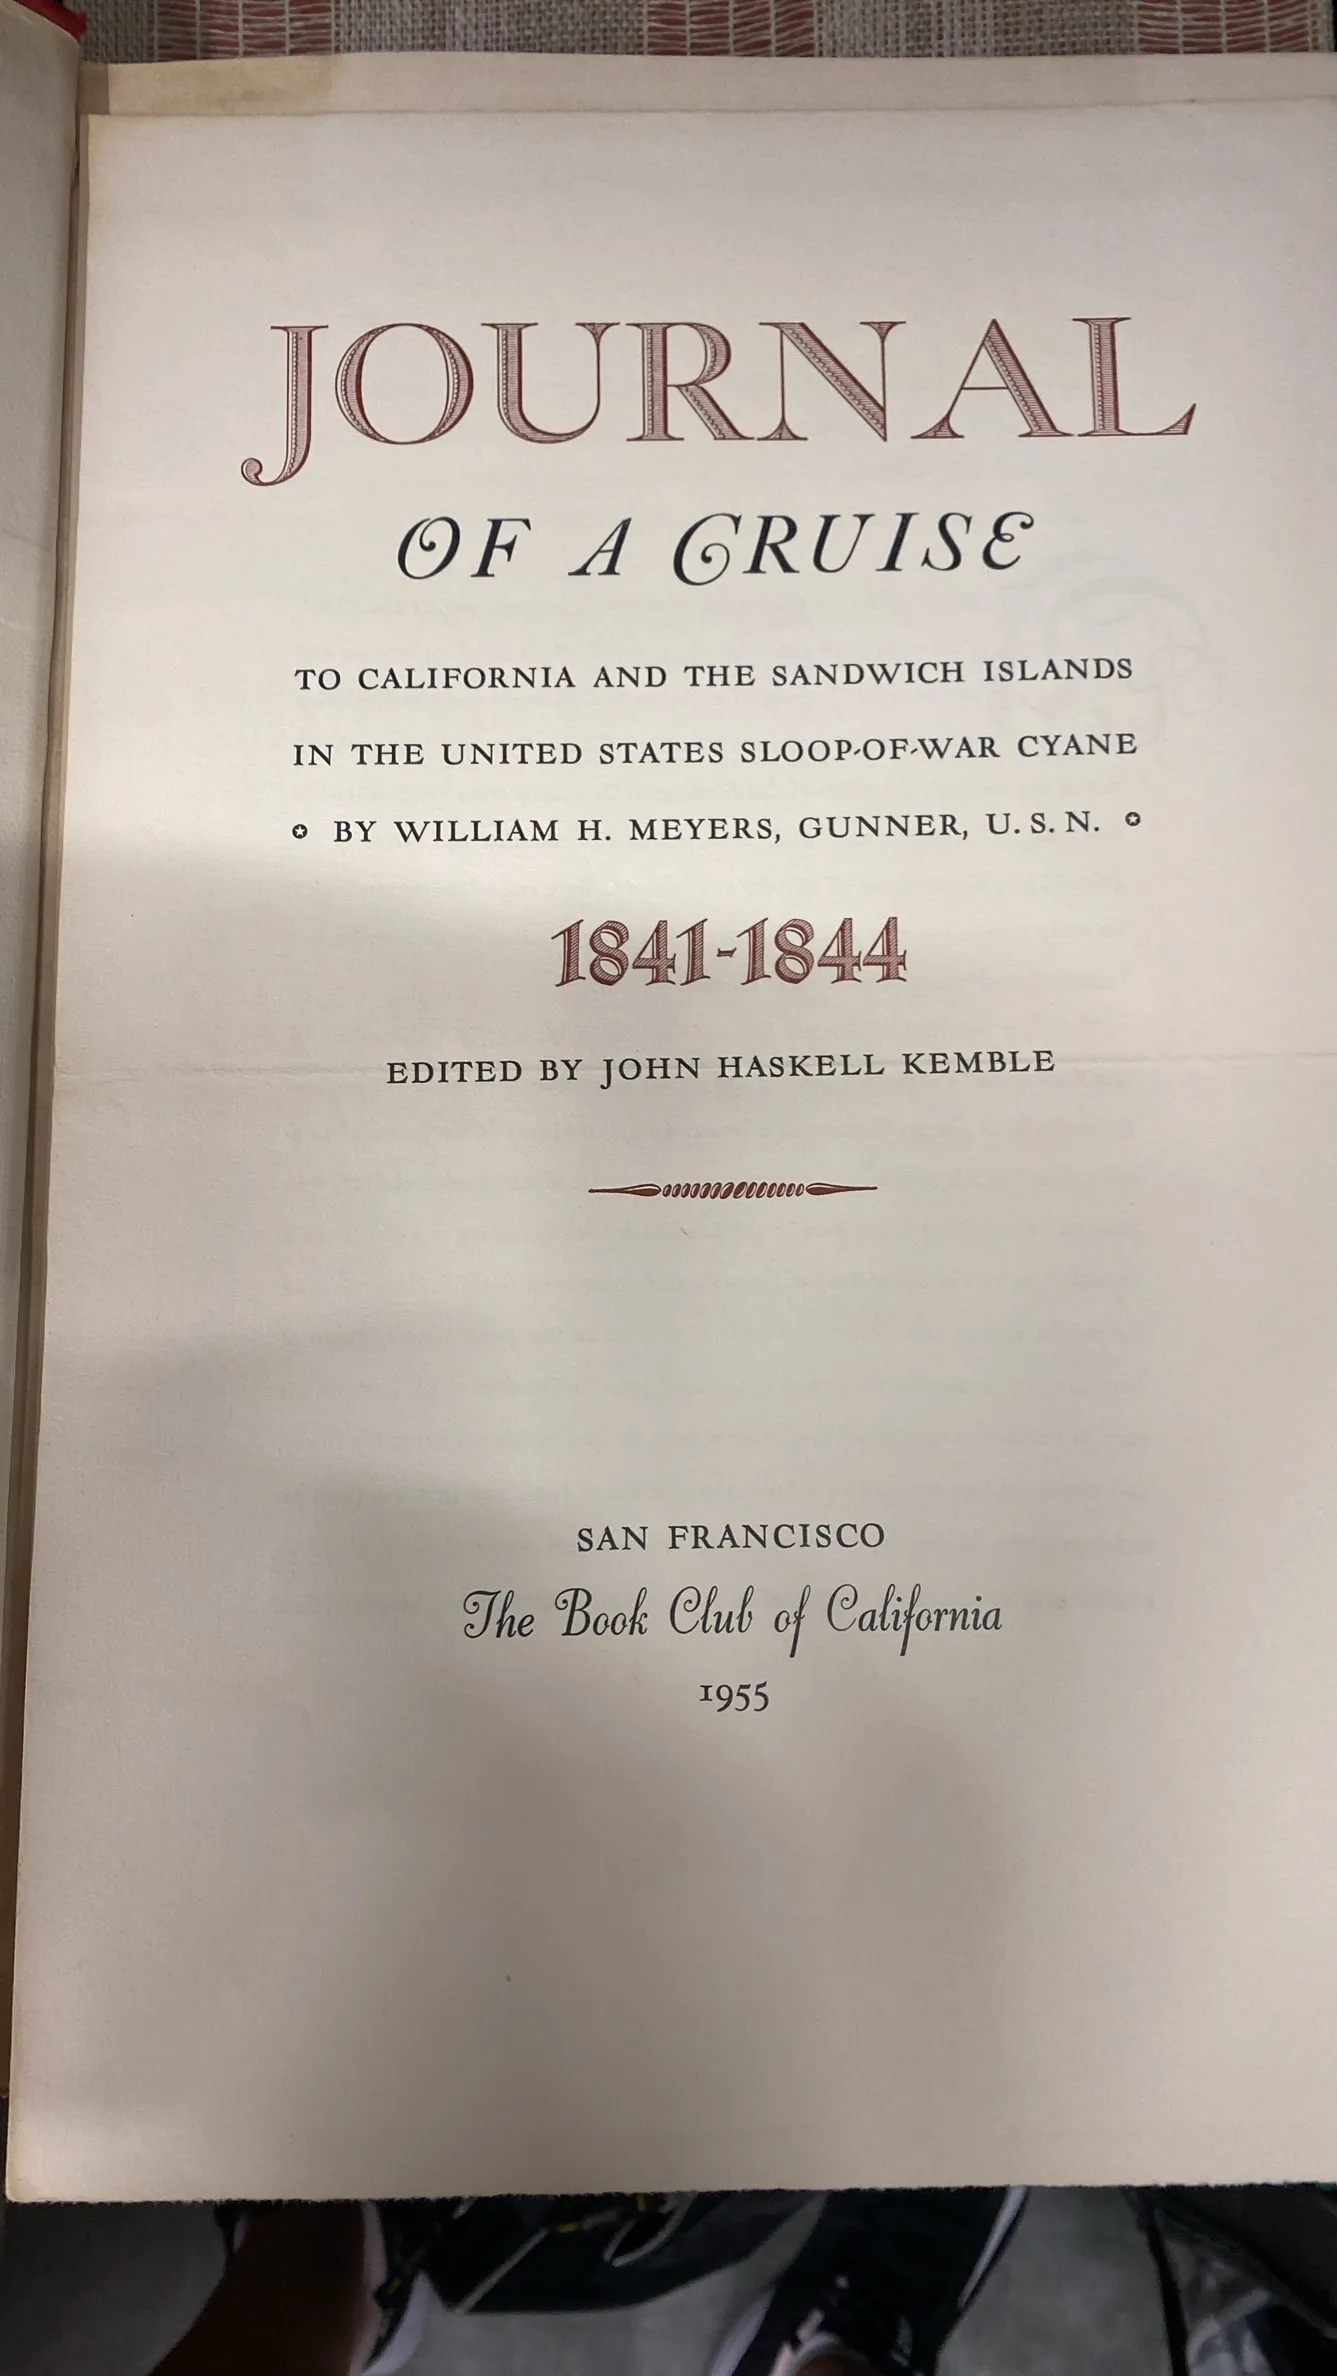 JOURNAL
OF A CRUISE
TO CALIFORNIA AND THE SANDWICH ISLANDS
IN THE UNITED STATES SLOOP-OF-WAR CYANE
✪ BY WILLIAM H. MEYERS, GUNNER, U. S. N. ✪
1841-1844
EDITED BY JOHN HASKELL KEMBLE
SAN FRANCISCO
The Book Club of California
1955